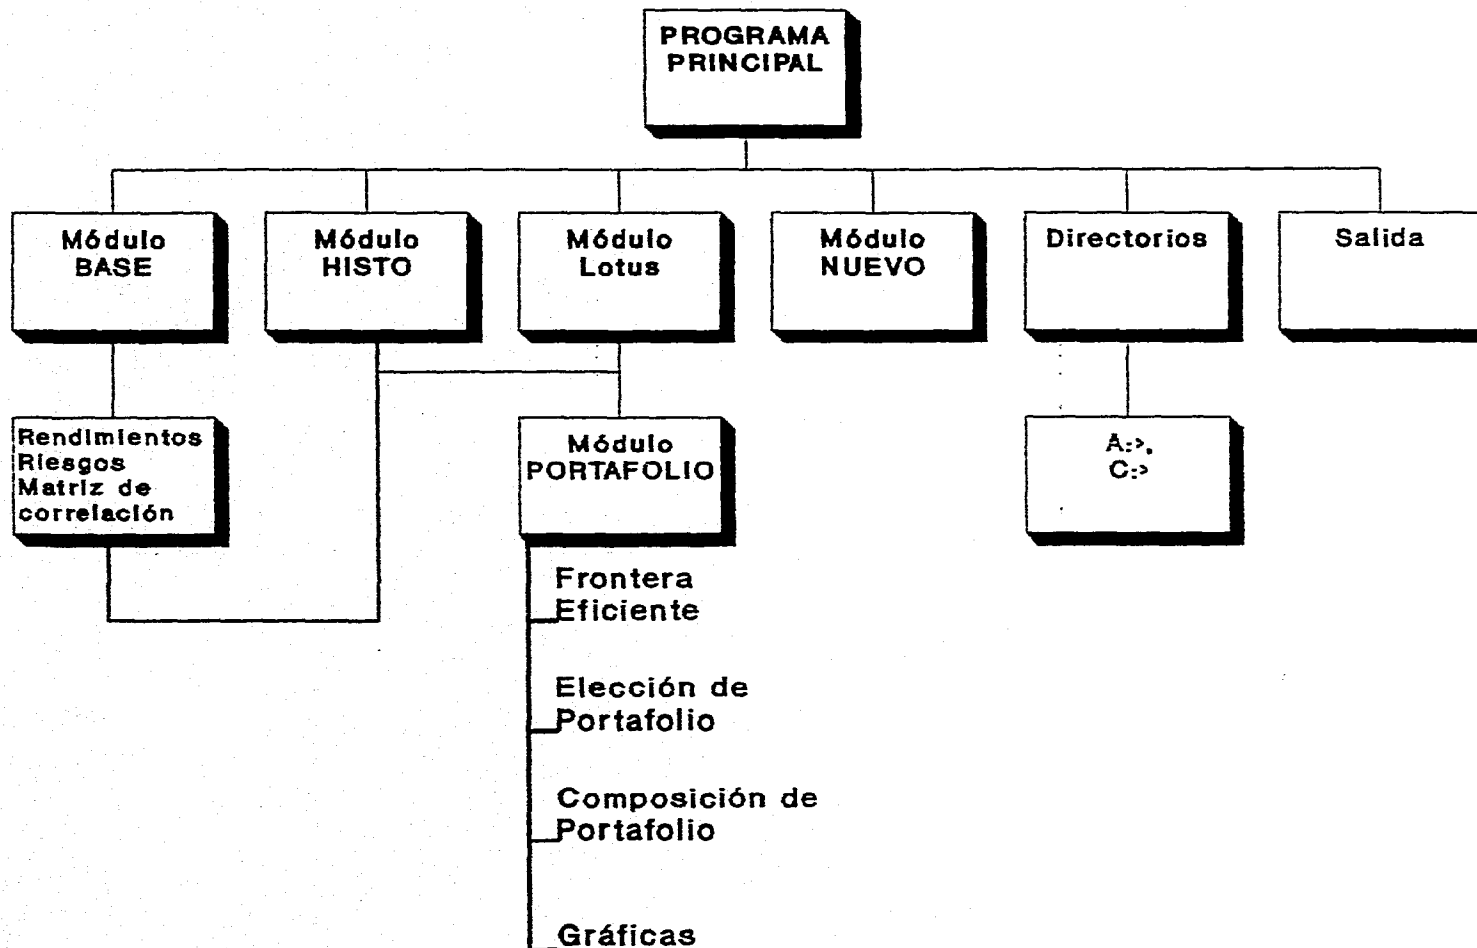 PROGRAMA
PRINCIPAL
Módulo
BASE
Módulo
HISTO
Módulo
Lotus
Módulo
NUEVO
Directorios
Salida
Rendimientos
Riesgos
Matriz de
correlación
Módulo
PORTAFOLIO
A:>,
C:>
Frontera
Eficiente
Elección de
Portafolio
Composición de
Portafolio
Gráficas